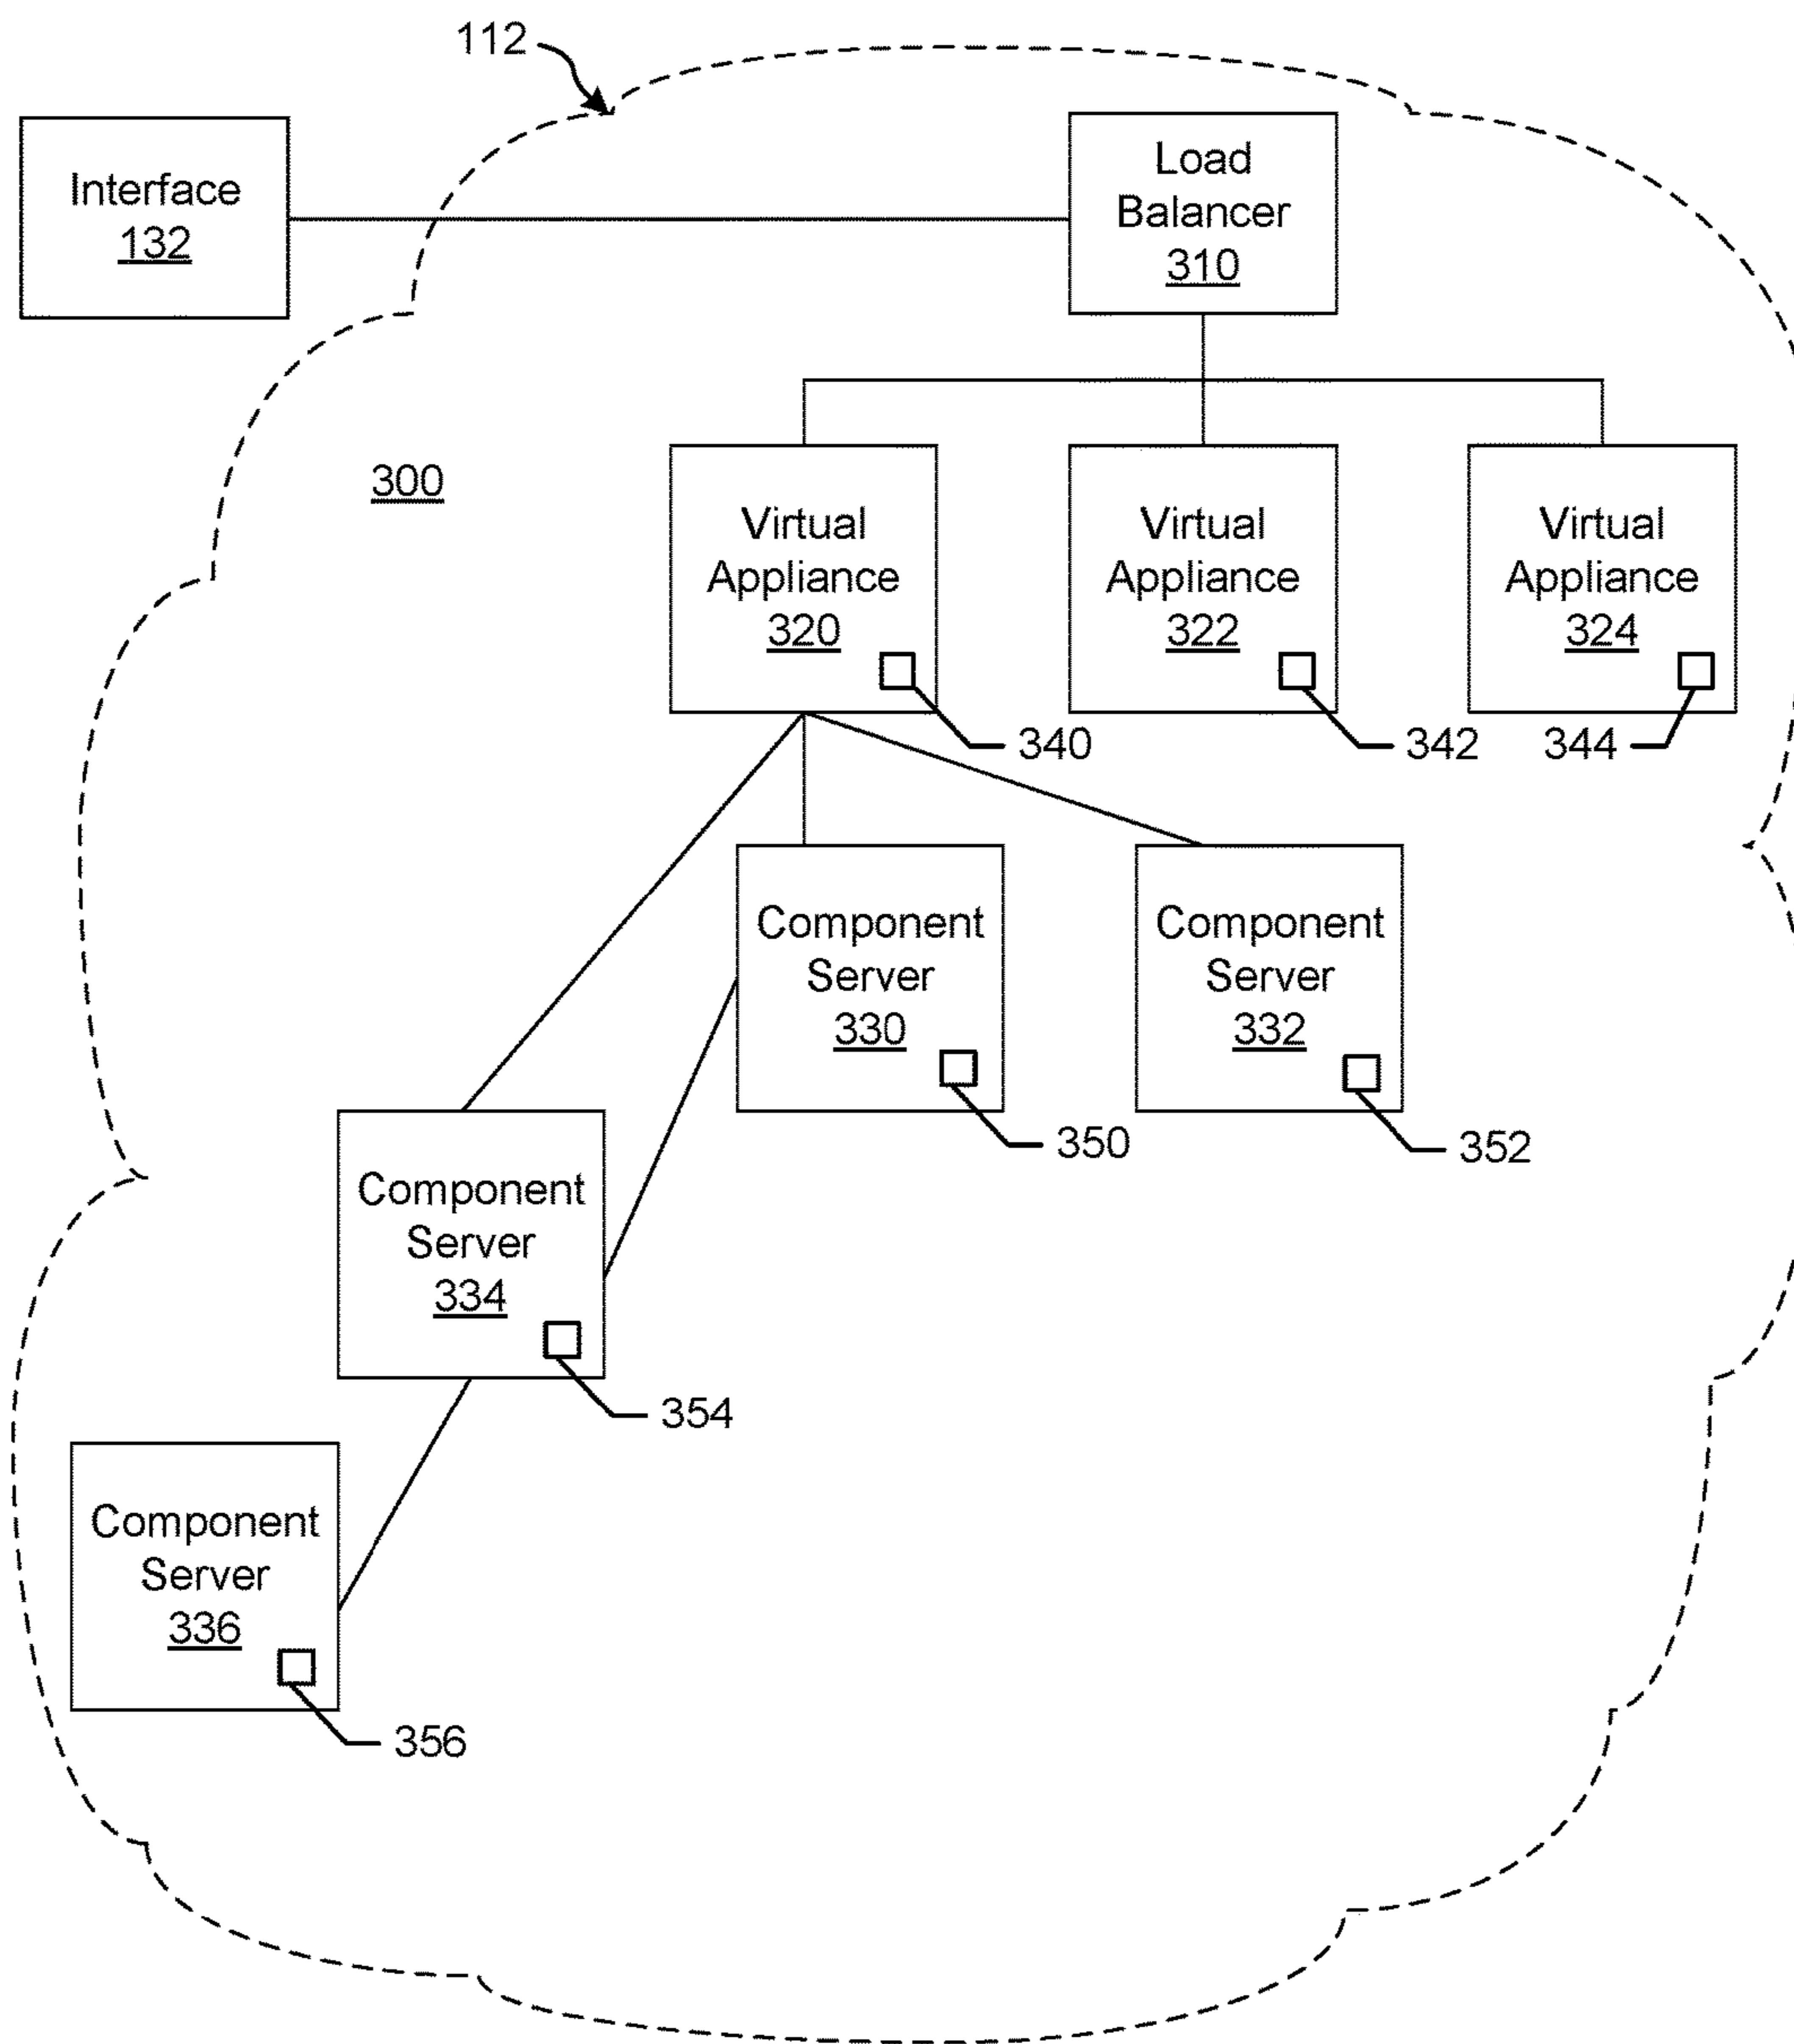 112
Interface
132
Load
Balancer
310
300
Virtual
Appliance
320
Virtual
Appliance
322
Virtual
Appliance
324
340
342
344
Component
Server
330
Component
Server
332
350
352
Component
Server
334
354
Component
Server
336
356